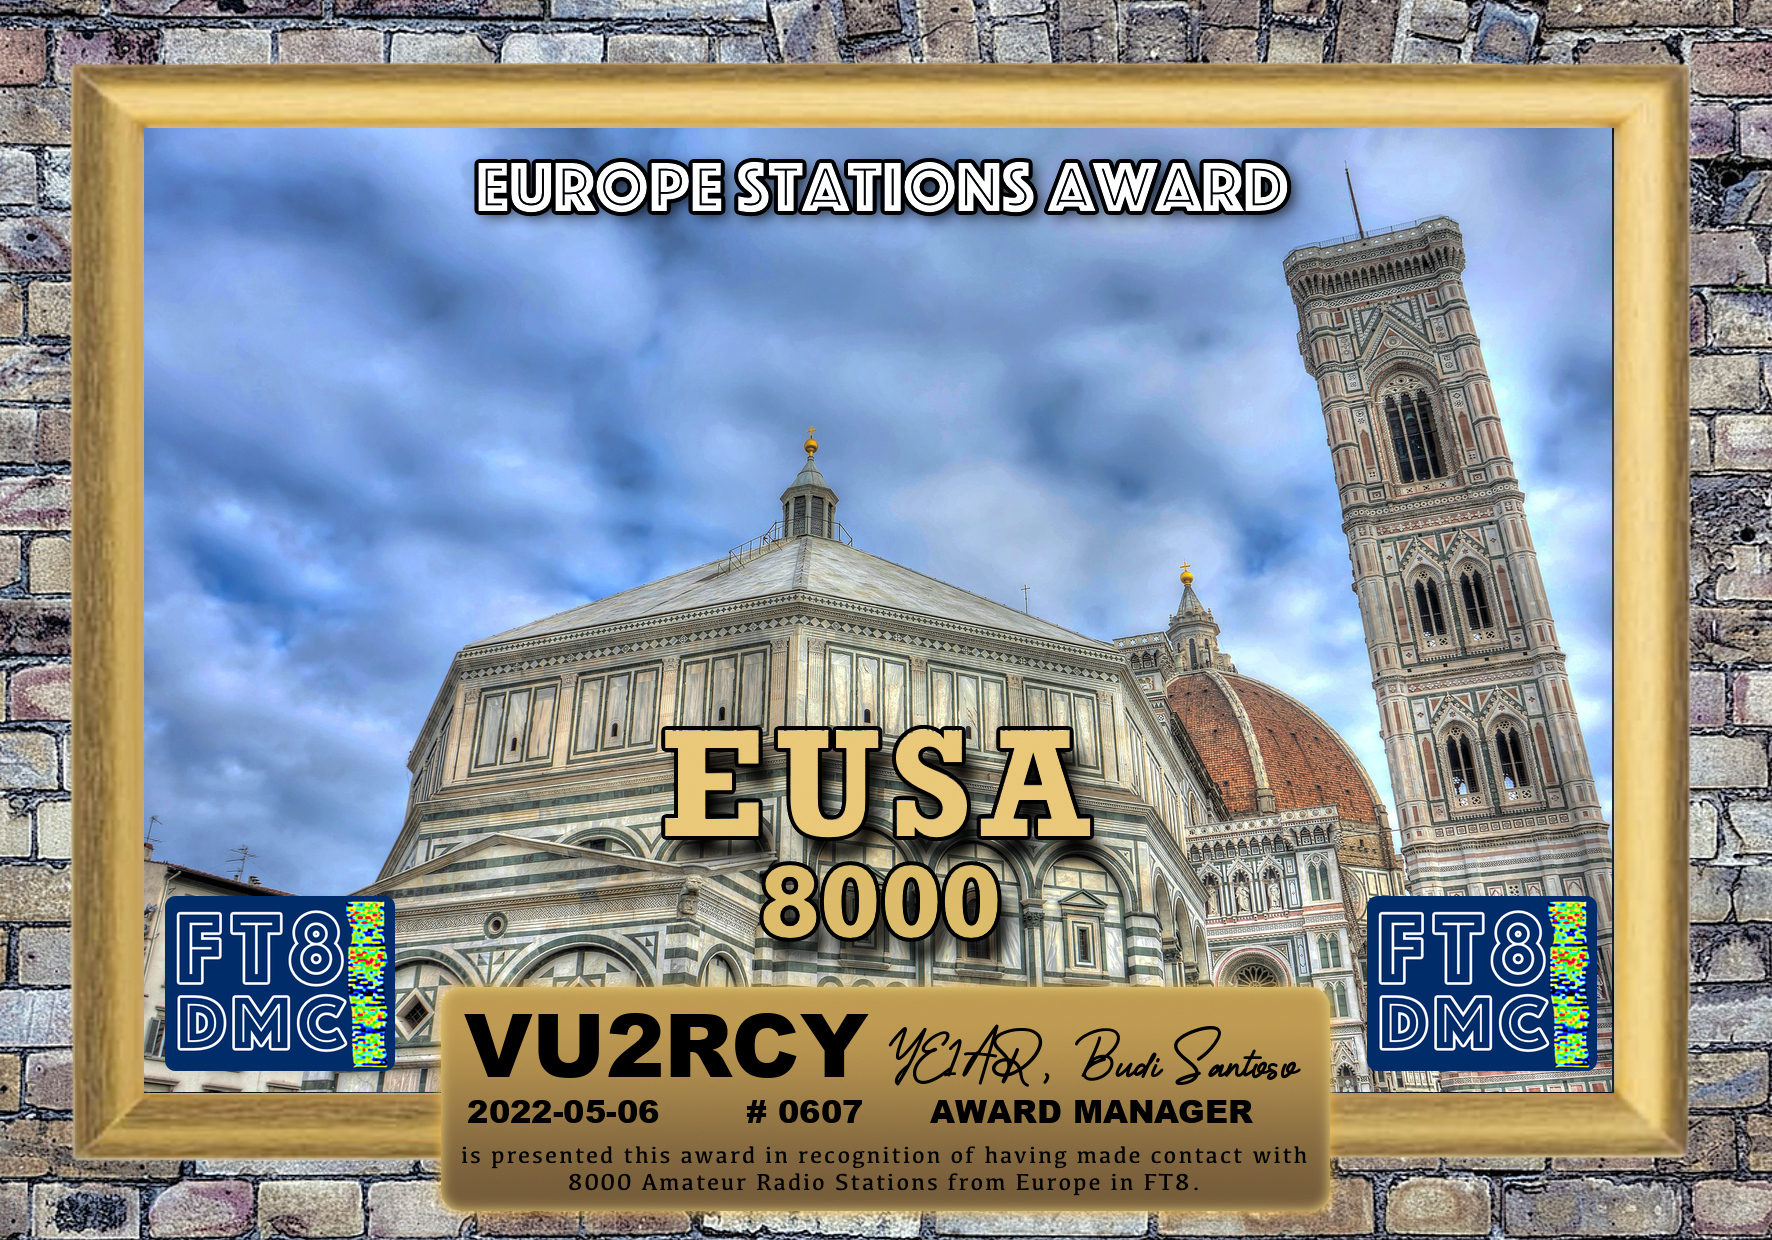 EUROPE STATIONS AWARD
EUSA
8000
FT8
DMC
FT8
DMC
VU2RCY YE1AR, Budi Santoso
2022-05-06 # 0607 AWARD MANAGER
is presented this award in recognition of having made contact with
8000 Amateur Radio Stations from Europe in FT8.